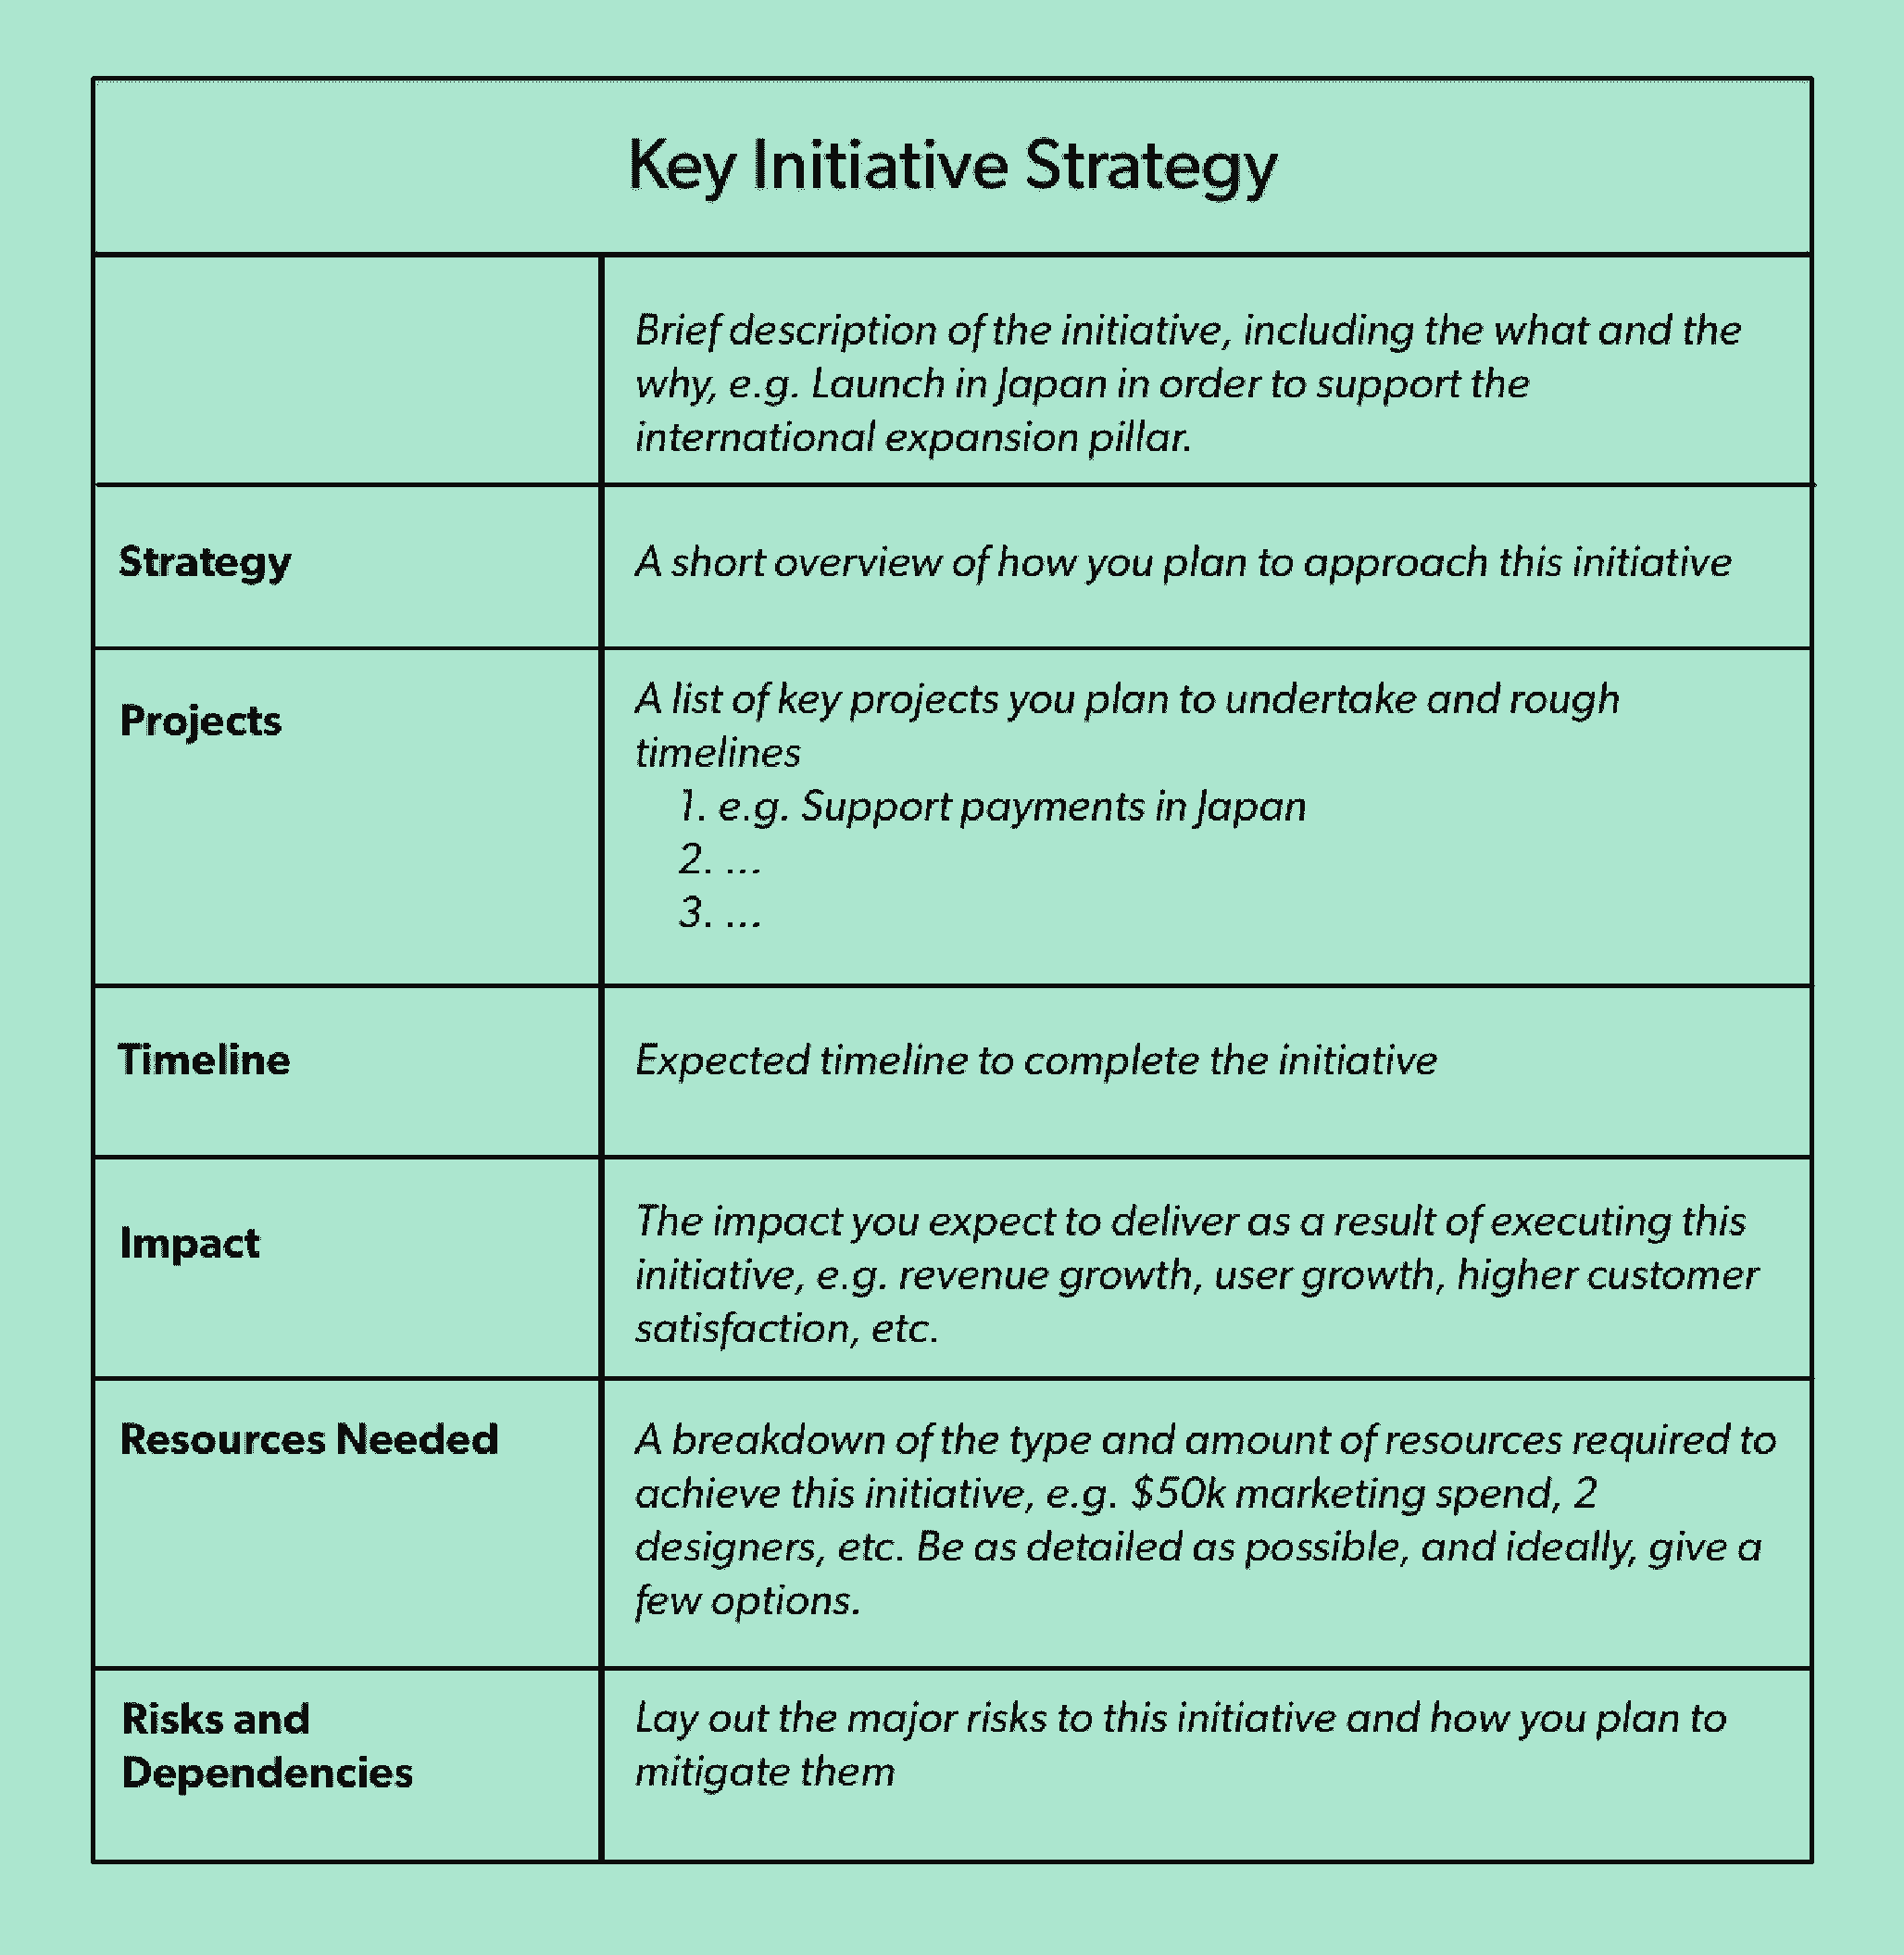 Key Initiative Strategy
Brief description of the initiative, including the what and the
why, e.g. Launch in Japan in order to support the
international expansion pillar.
Strategy
A short overview of how you plan to approach this initiative
Projects
A list of key projects you plan to undertake and rough
timelines
1. e.g. Support payments in Japan
2. ...
3. ...
Timeline
Expected timeline to complete the initiative
Impact
The impact you expect to deliver as a result of executing this
initiative, e.g. revenue growth, user growth, higher customer
satisfaction, etc.
Resources Needed
A breakdown of the type and amount of resources required to
achieve this initiative, e.g. $50k marketing spend, 2
designers, etc. Be as detailed as possible, and ideally, give a
few options.
Risks and
Dependencies
Lay out the major risks to this initiative and how you plan to
mitigate them